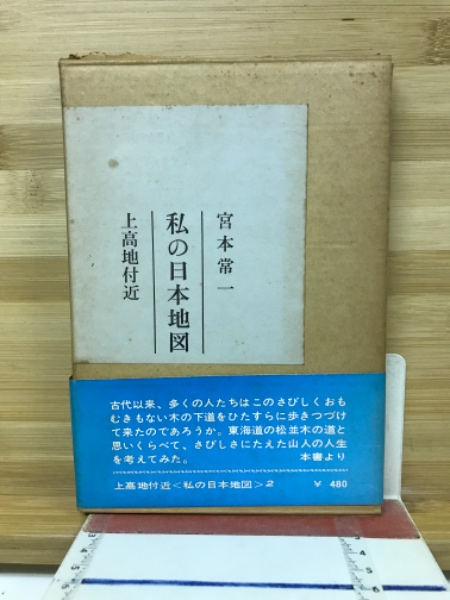 宮本常一
私の日本地図
上高地付近
古代以来、多くの人たちはこのさびしくおも
むきもない木の下道をひたすらに歩きつづけ
て来たのであろうか。東海道の松並木の道と
思いくらべて、さびしさにたえた山人の人生
を考えてみた。 本書より
上高地付近<私の日本地図>2 ¥ 480